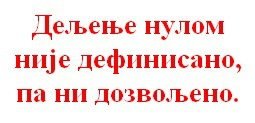 Дељење нулом
није дефинисано,
па ни дозвољено.